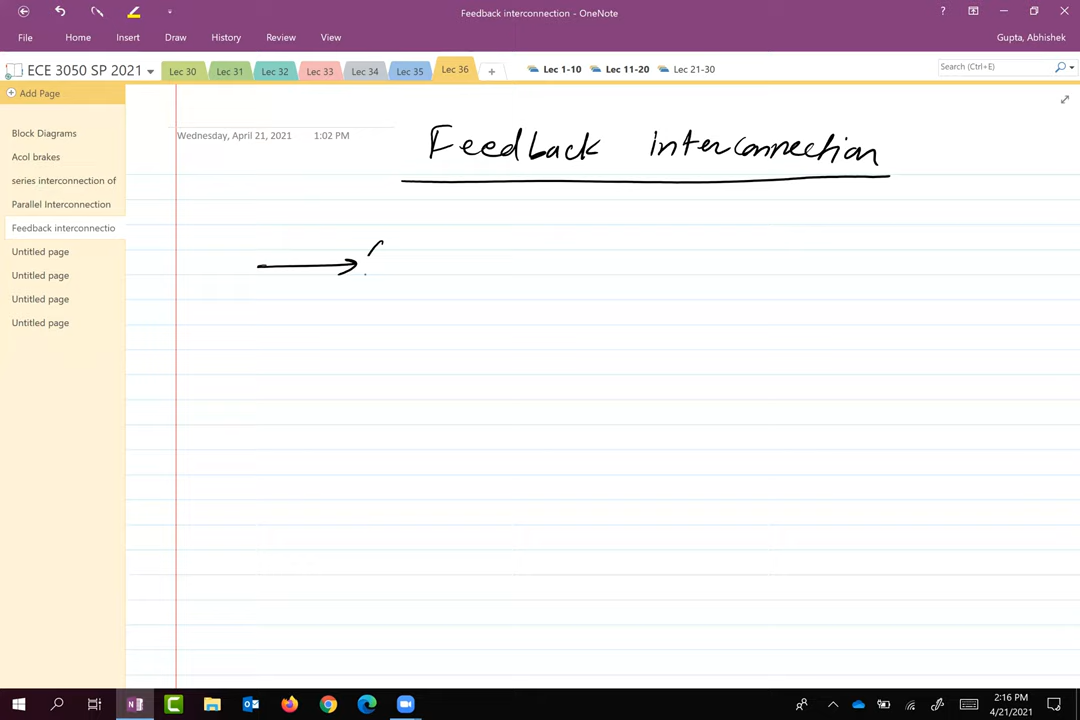 Feedback interconnection - OneNote
File Home Insert Draw History Review View
Gupta, Abhishek
ECE 3050 SP 2021 Lec 30 Lec 31 Lec 32 Lec 33 Lec 34 Lec 35 Lec 36 Lec 1-10 Lec 11-20 Lec 21-30
Search (Ctrl+E)
Add Page
Block Diagrams
Acol brakes
series interconnection of
Parallel Interconnection
Feedback interconnectio
Untitled page
Untitled page
Untitled page
Untitled page
Wednesday, April 21, 2021 1:02 PM
Feedback interconnection
2:16 PM
4/21/2021